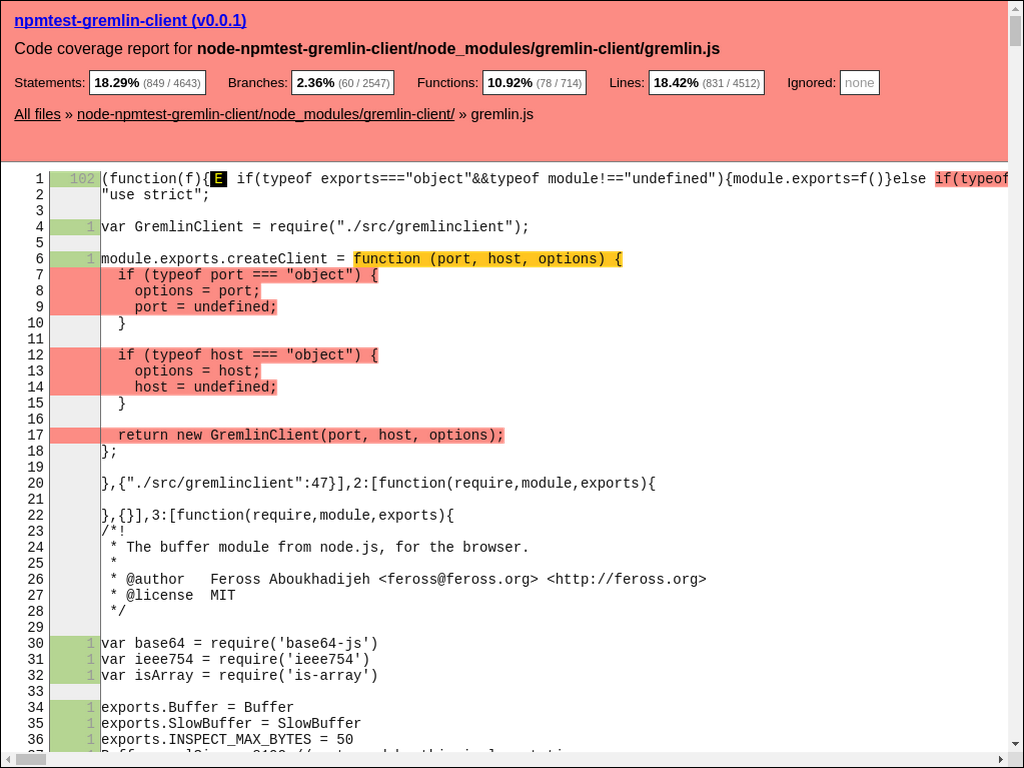 npmtest-gremlin-client (v0.0.1)
Code coverage report for node-npmtest-gremlin-client/node_modules/gremlin-client/gremlin.js
Statements: 18.29% (849 / 4643) Branches: 2.36% (60 / 2547) Functions: 10.92% (78 / 714) Lines: 18.42% (831 / 4512) Ignored: none
All files » node-npmtest-gremlin-client/node_modules/gremlin-client/ » gremlin.js
1 102 (function(f){ E if(typeof exports==="object"&&typeof module!=="undefined"){module.exports=f()}else if(typeof
2 "use strict";
3
4 1 var GremlinClient = require("./src/gremlinclient");
5
6 1 module.exports.createClient = function (port, host, options) {
7 if (typeof port === "object") {
8 options = port;
9 port = undefined;
10 }
11
12 if (typeof host === "object") {
13 options = host;
14 host = undefined;
15 }
16
17 return new GremlinClient(port, host, options);
18 };
19
20 },{"./src/gremlinclient":47}],2:[function(require,module,exports){
21
22 },{}],3:[function(require,module,exports){
23 /*!
24 * The buffer module from node.js, for the browser.
25 *
26 * @author   Feross Aboukhadijeh <feross@feross.org> <http://feross.org>
27 * @license  MIT
28 */
29
30 1 var base64 = require('base64-js')
31 1 var ieee754 = require('ieee754')
32 1 var isArray = require('is-array')
33
34 1 exports.Buffer = Buffer
35 1 exports.SlowBuffer = SlowBuffer
36 1 exports.INSPECT_MAX_BYTES = 50